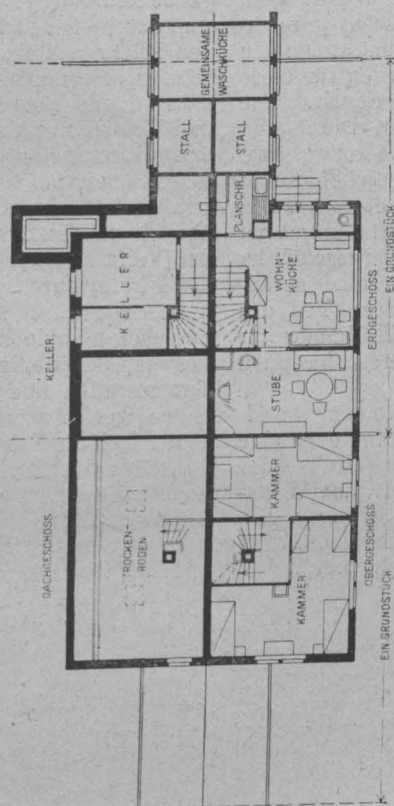 GEMEINSAME
WASCHKÜCHE
STALL
STALL
PLANSCHR.
WOHN-
KÜCHE
KELLER
KELLER.
ERDGESCHOSS
EIN GRUNDSTÜCK
STUBE
KAMMER
DACHGESCHOSS
TROCKEN-
BODEN
KAMMER
OBERGESCHOSS
EIN GRUNDSTÜCK